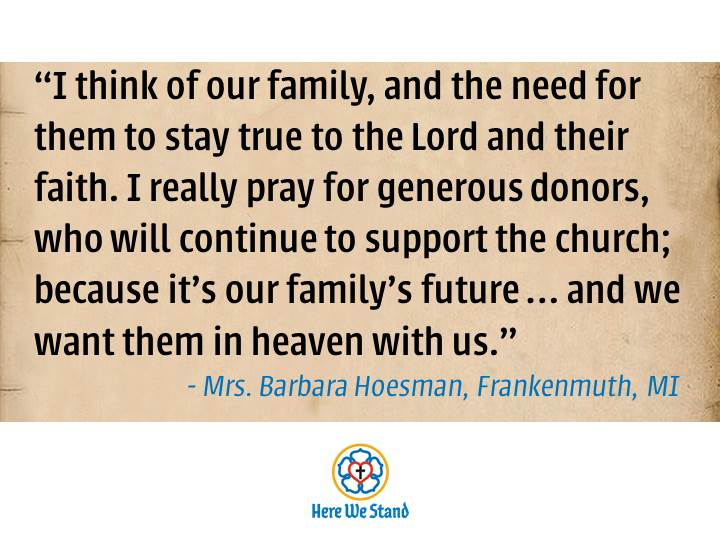 “I think of our family, and the need for
them to stay true to the Lord and their
faith. I really pray for generous donors,
who will continue to support the church;
because it’s our family’s future … and we
want them in heaven with us.”
- Mrs. Barbara Hoesman, Frankenmuth, MI
Here We Stand